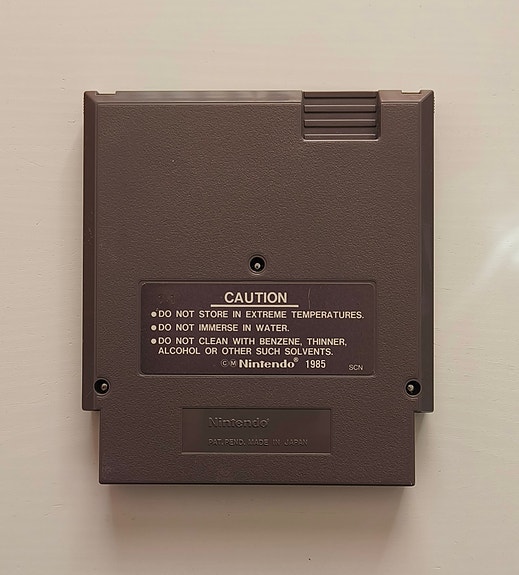 CAUTION
●DO NOT STORE IN EXTREME TEMPERATURES.
●DO NOT IMMERSE IN WATER.
●DO NOT CLEAN WITH BENZENE, THINNER,
ALCOHOL OR OTHER SUCH SOLVENTS.
©M Nintendo® 1985 SCN
Nintendo®
PAT.PEND. MADE IN JAPAN